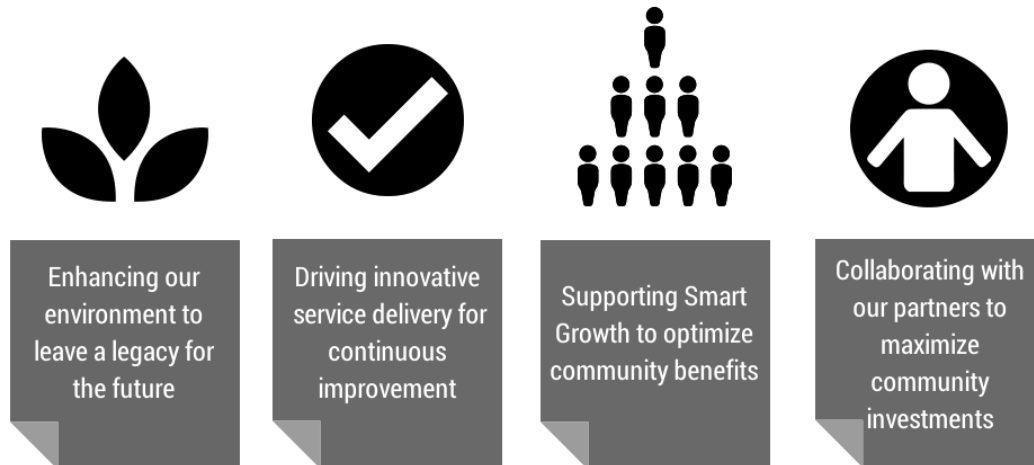 Enhancing our
environment to
leave a legacy for
the future
Driving innovative
service delivery for
continuous
improvement
Supporting Smart
Growth to optimize
community benefits
Collaborating with
our partners to
maximize
community
investments